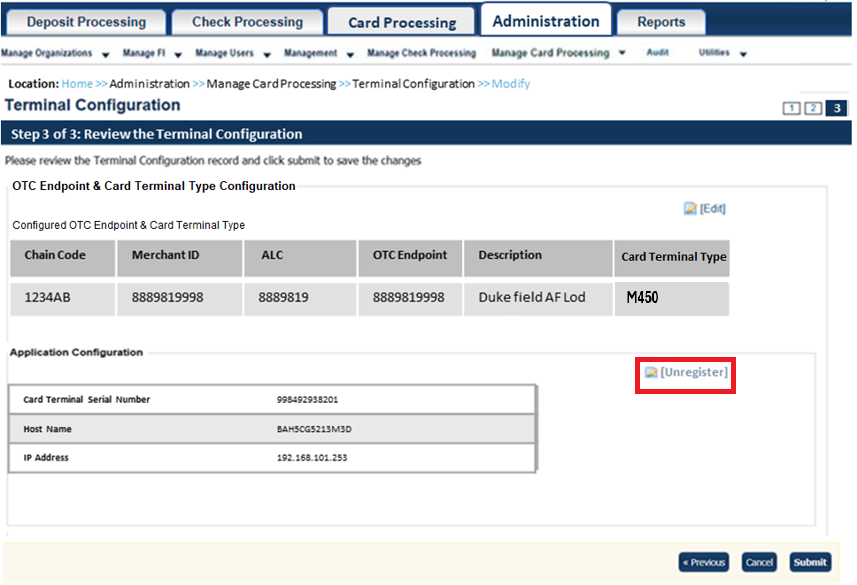 Deposit Processing Check Processing Card Processing Administration Reports
Manage Organizations Manage FI Manage Users Management Manage Check Processing Manage Card Processing Audit Utilities
Location: Home >> Administration >> Manage Card Processing >> Terminal Configuration >> Modify
Terminal Configuration
1 2 3
Step 3 of 3: Review the Terminal Configuration
Please review the Terminal Configuration record and click submit to save the changes
OTC Endpoint & Card Terminal Type Configuration
[Edit]
Configured OTC Endpoint & Card Terminal Type
Chain Code Merchant ID ALC OTC Endpoint Description Card Terminal Type
1234AB 8889819998 8889819 8889819998 Duke field AF Lod M450
Application Configuration
[Unregister]
Card Terminal Serial Number 998492938201
Host Name BAH5CG5213M3D
IP Address 192.168.101.253
< Previous Cancel Submit